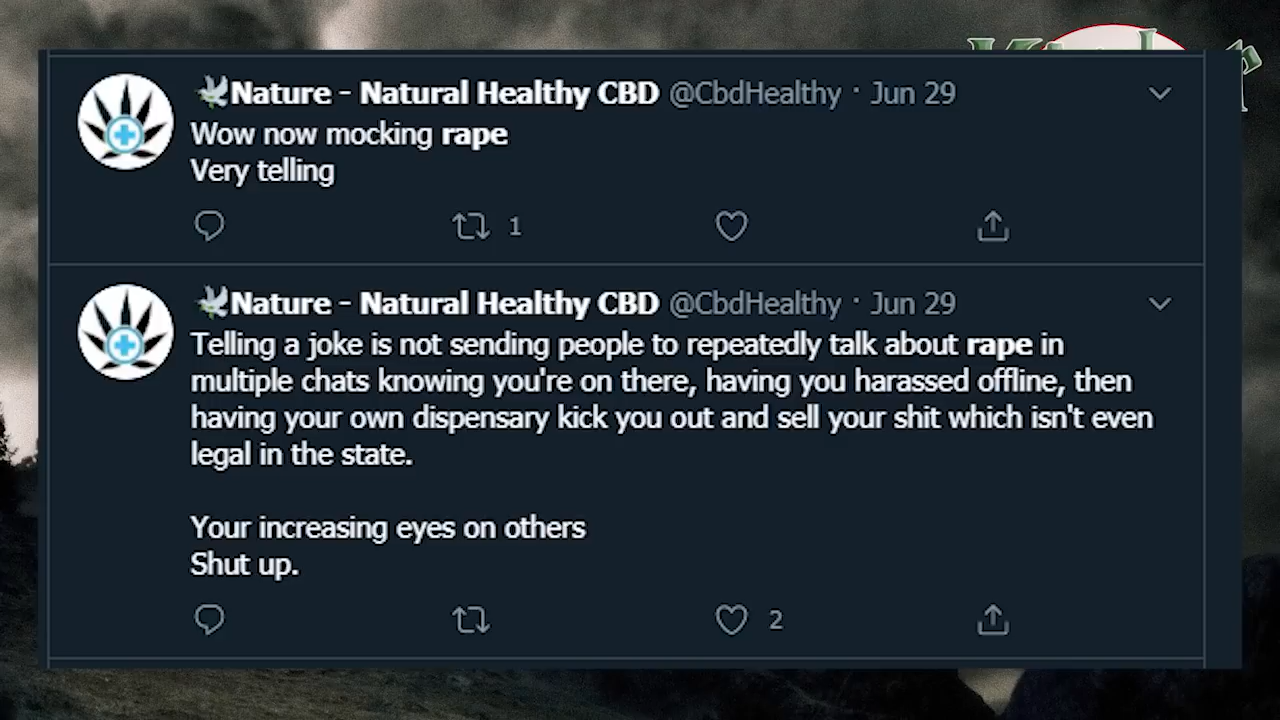 🕊Nature - Natural Healthy CBD @CbdHealthy · Jun 29
Wow now mocking rape
Very telling
1
🕊Nature - Natural Healthy CBD @CbdHealthy · Jun 29
Telling a joke is not sending people to repeatedly talk about rape in
multiple chats knowing you're on there, having you harassed offline, then
having your own dispensary kick you out and sell your shit which isn't even
legal in the state.
Your increasing eyes on others
Shut up.
2